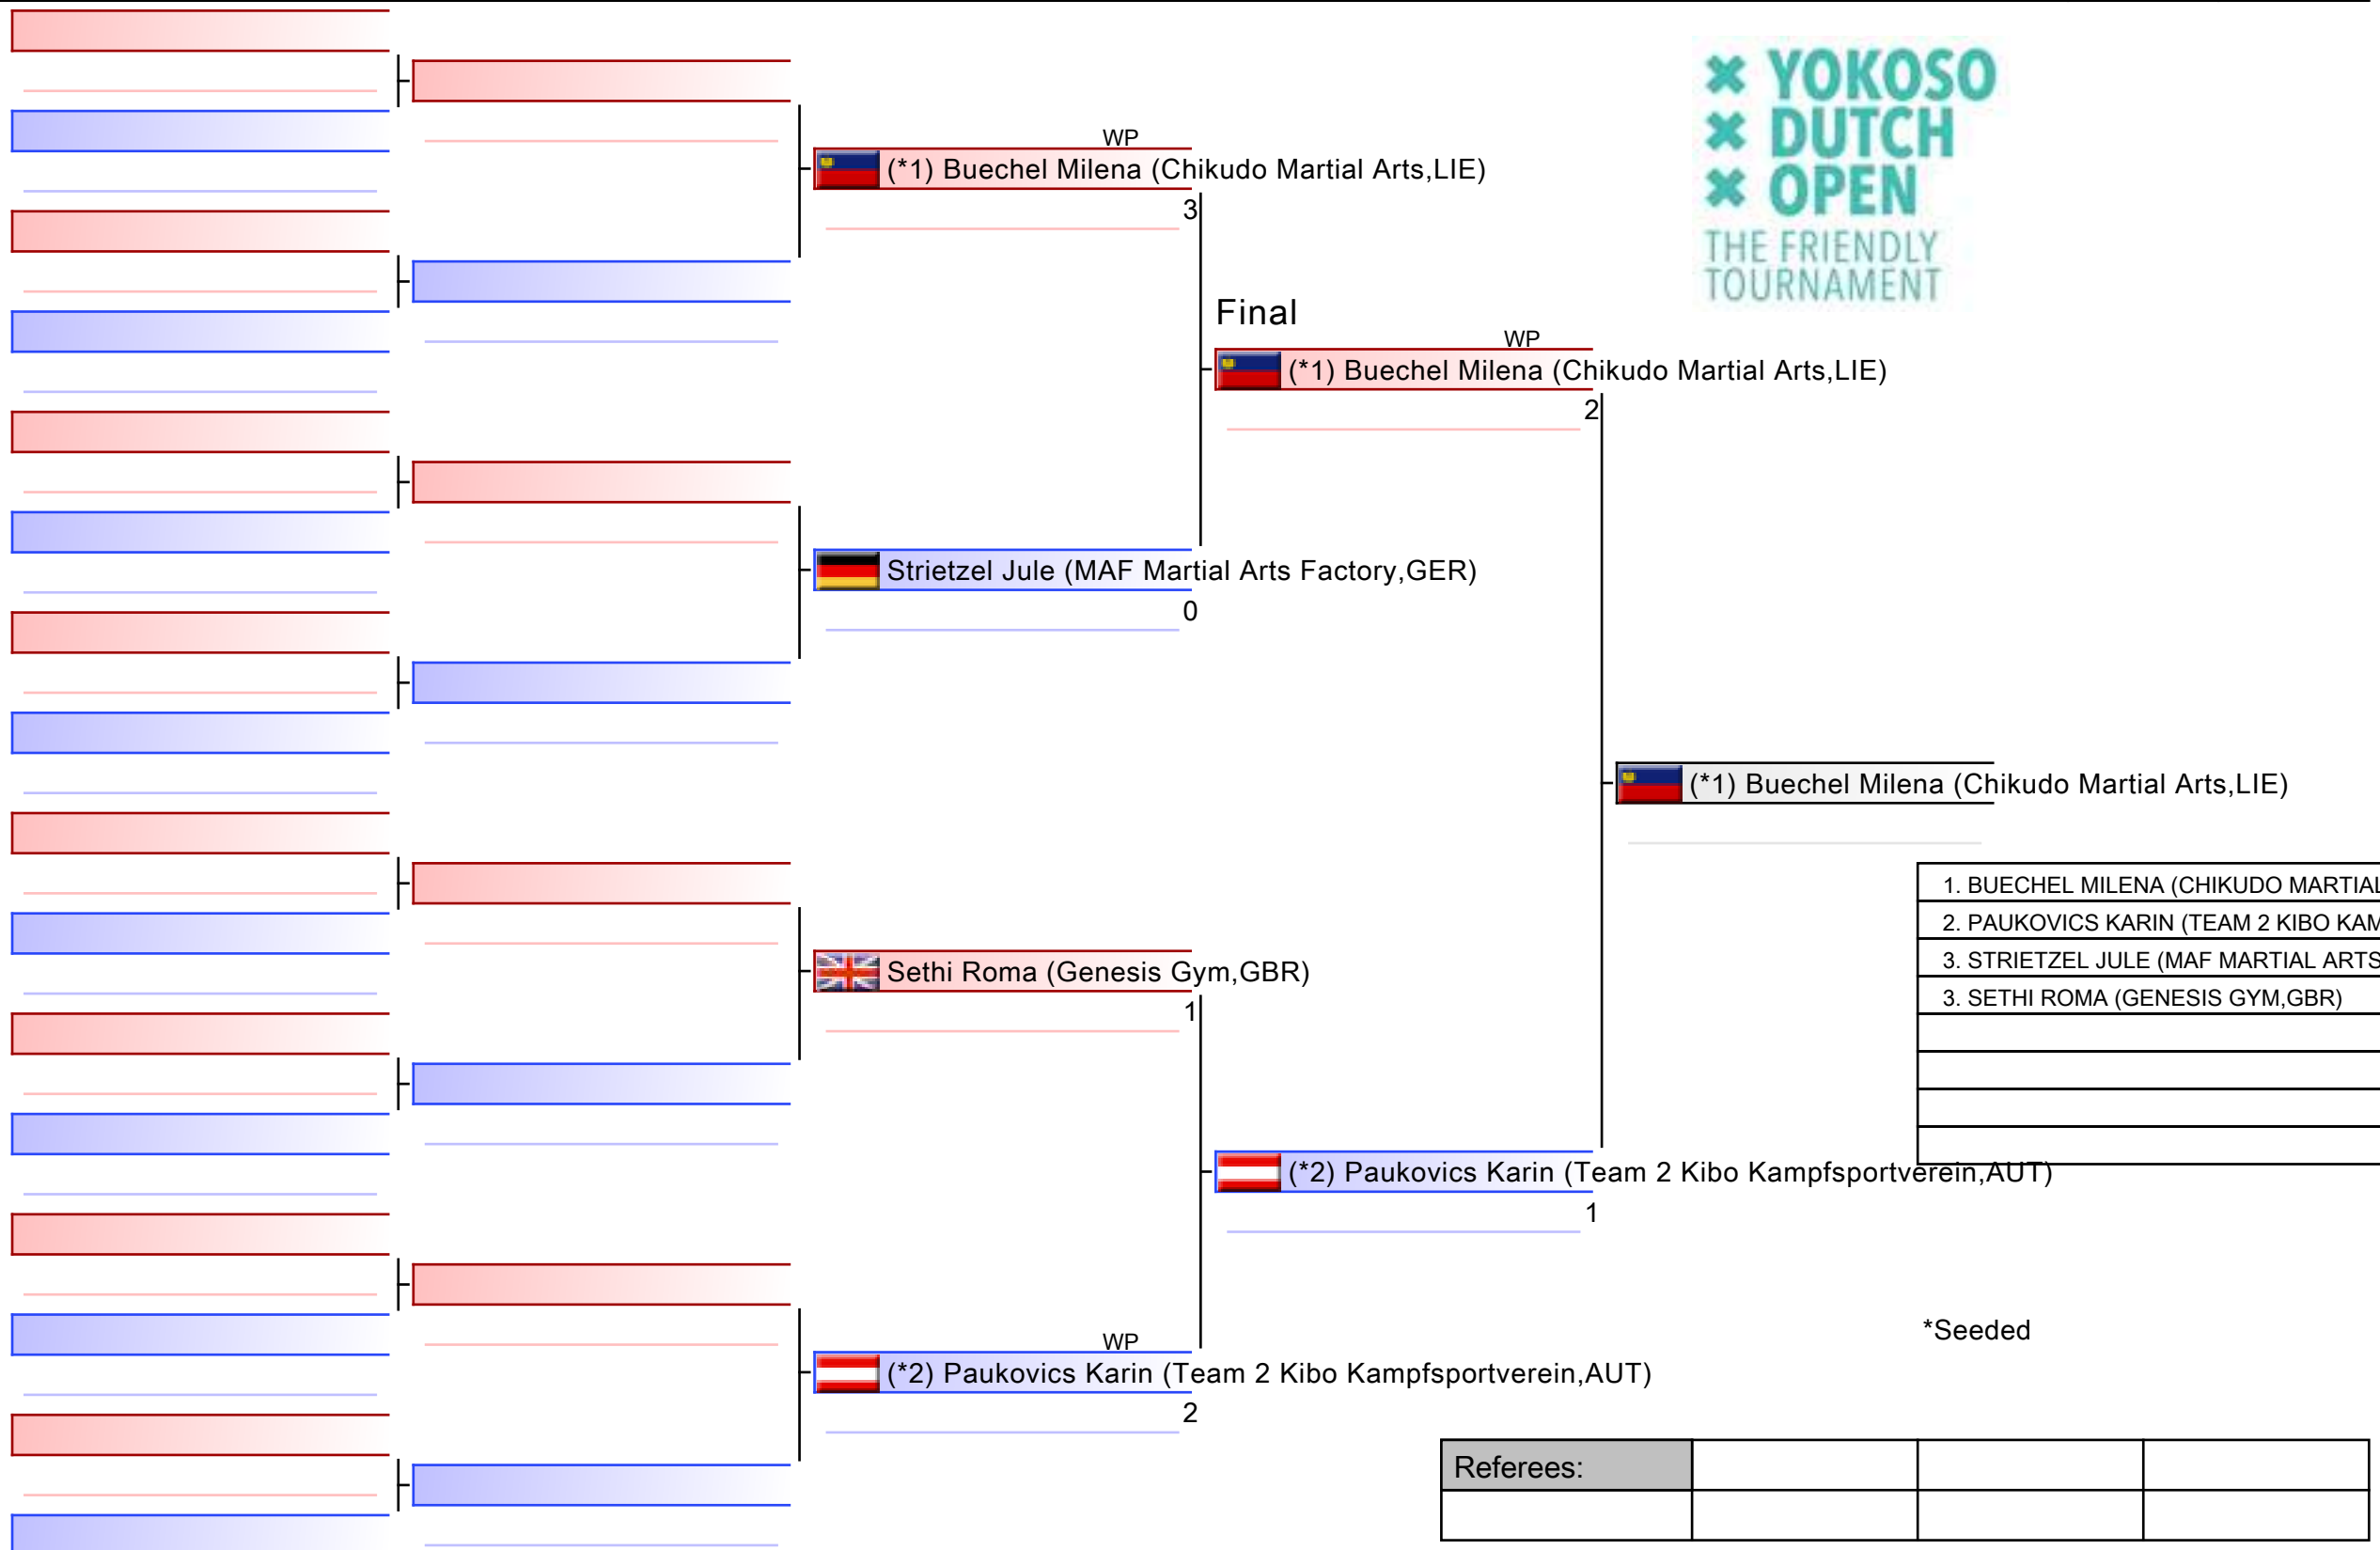 YOKOSO
DUTCH
OPEN
THE FRIENDLY
TOURNAMENT
WP
(*1) Buechel Milena (Chikudo Martial Arts,LIE)
3
Final
WP
(*1) Buechel Milena (Chikudo Martial Arts,LIE)
2
Strietzel Jule (MAF Martial Arts Factory,GER)
0
(*1) Buechel Milena (Chikudo Martial Arts,LIE)
1. BUECHEL MILENA (CHIKUDO MARTIAL
2. PAUKOVICS KARIN (TEAM 2 KIBO KAM
3. STRIETZEL JULE (MAF MARTIAL ARTS
3. SETHI ROMA (GENESIS GYM,GBR)
Sethi Roma (Genesis Gym,GBR)
1
(*2) Paukovics Karin (Team 2 Kibo Kampfsportverein,AUT)
1
WP
(*2) Paukovics Karin (Team 2 Kibo Kampfsportverein,AUT)
2
*Seeded
Referees: